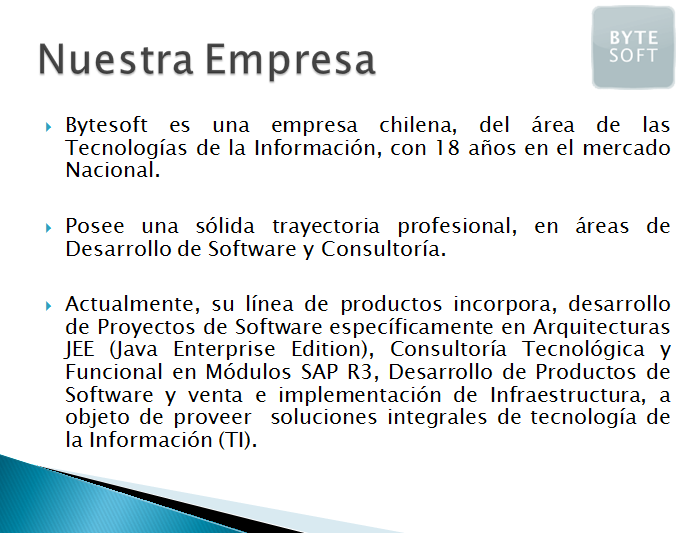 Nuestra Empresa
BYTE
SOFT
Bytesoft es una empresa chilena, del área de las
Tecnologías de la Información, con 18 años en el mercado
Nacional.
Posee una sólida trayectoria profesional, en áreas de
Desarrollo de Software y Consultoría.
Actualmente, su línea de productos incorpora, desarrollo
de Proyectos de Software específicamente en Arquitecturas
JEE (Java Enterprise Edition), Consultoría Tecnológica y
Funcional en Módulos SAP R3, Desarrollo de Productos de
Software y venta e implementación de Infraestructura, a
objeto de proveer soluciones integrales de tecnología de
la Información (TI).